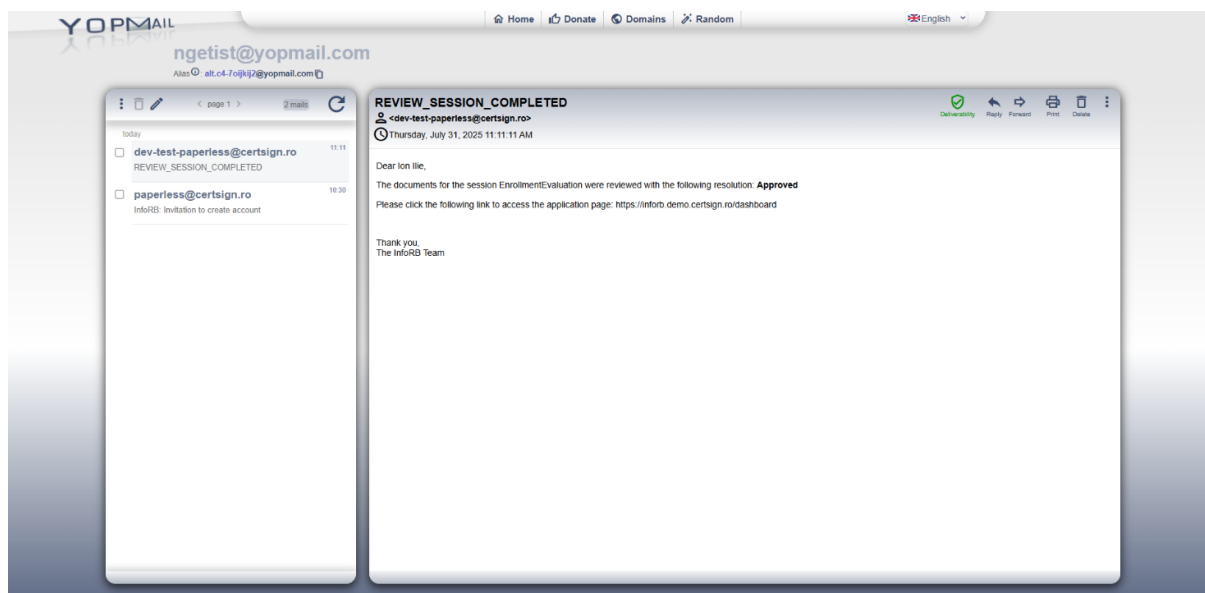 YOPMAIL
Home Donate Domains Random
English
ngetist@yopmail.com
Alias alt.c4-7oijkij2@yopmail.com
page 1
2 mails
today
dev-test-paperless@certsign.ro 11:11
REVIEW_SESSION_COMPLETED
paperless@certsign.ro 10:30
InfoRB: Invitation to create account
REVIEW_SESSION_COMPLETED
<dev-test-paperless@certsign.ro>
Thursday, July 31, 2025 11:11:11 AM
Deliverability Reply Forward Print Delete
Dear Ion Ilie,
The documents for the session EnrollmentEvaluation were reviewed with the following resolution: Approved
Please click the following link to access the application page: https://inforb.demo.certsign.ro/dashboard
Thank you,
The InfoRB Team